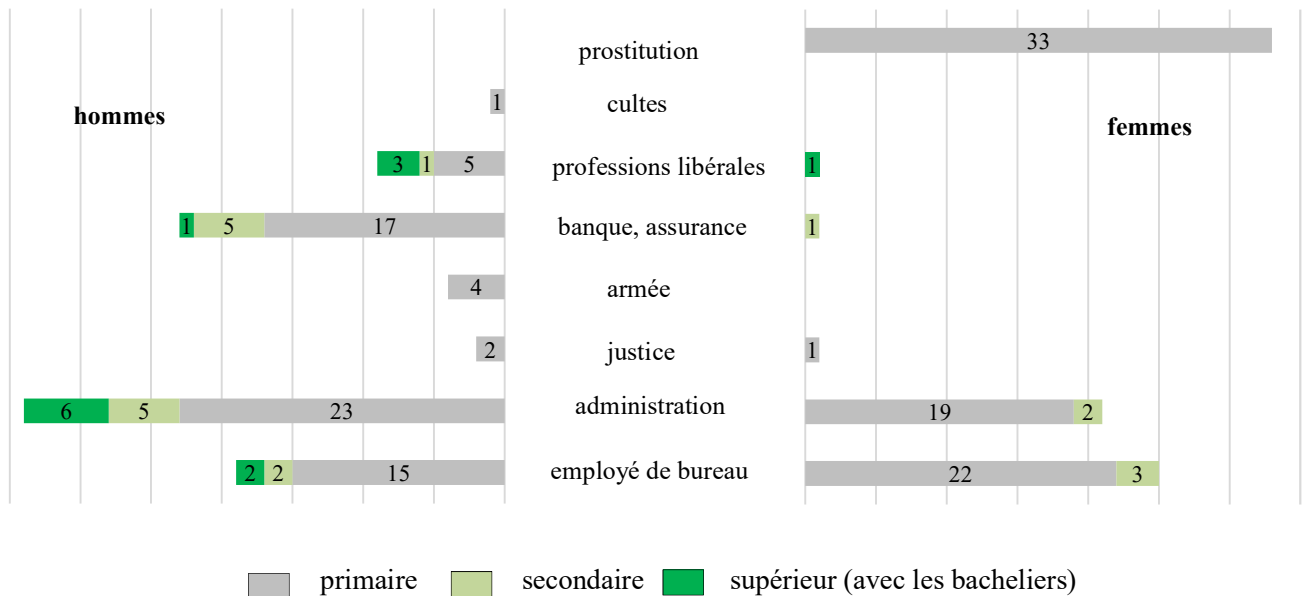 prostitution 33
1 cultes
hommes femmes
3 1 5 professions libérales 1
1 5 17 banque, assurance 1
4 armée
2 justice 1
6 5 23 administration 19 2
2 2 15 employé de bureau 22 3
primaire secondaire supérieur (avec les bacheliers)